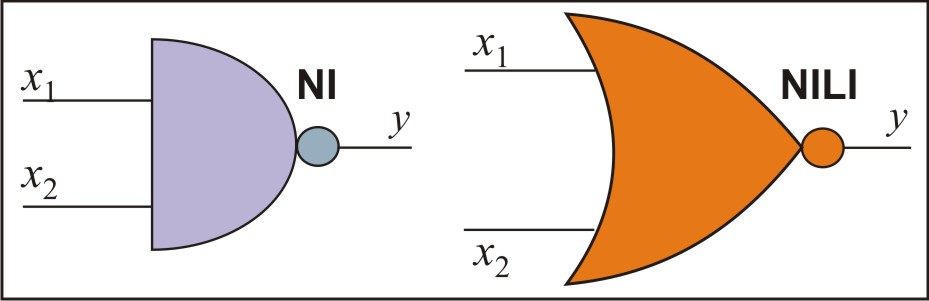 x₁
NI
y
x₂
x₁
NILI
y
x₂